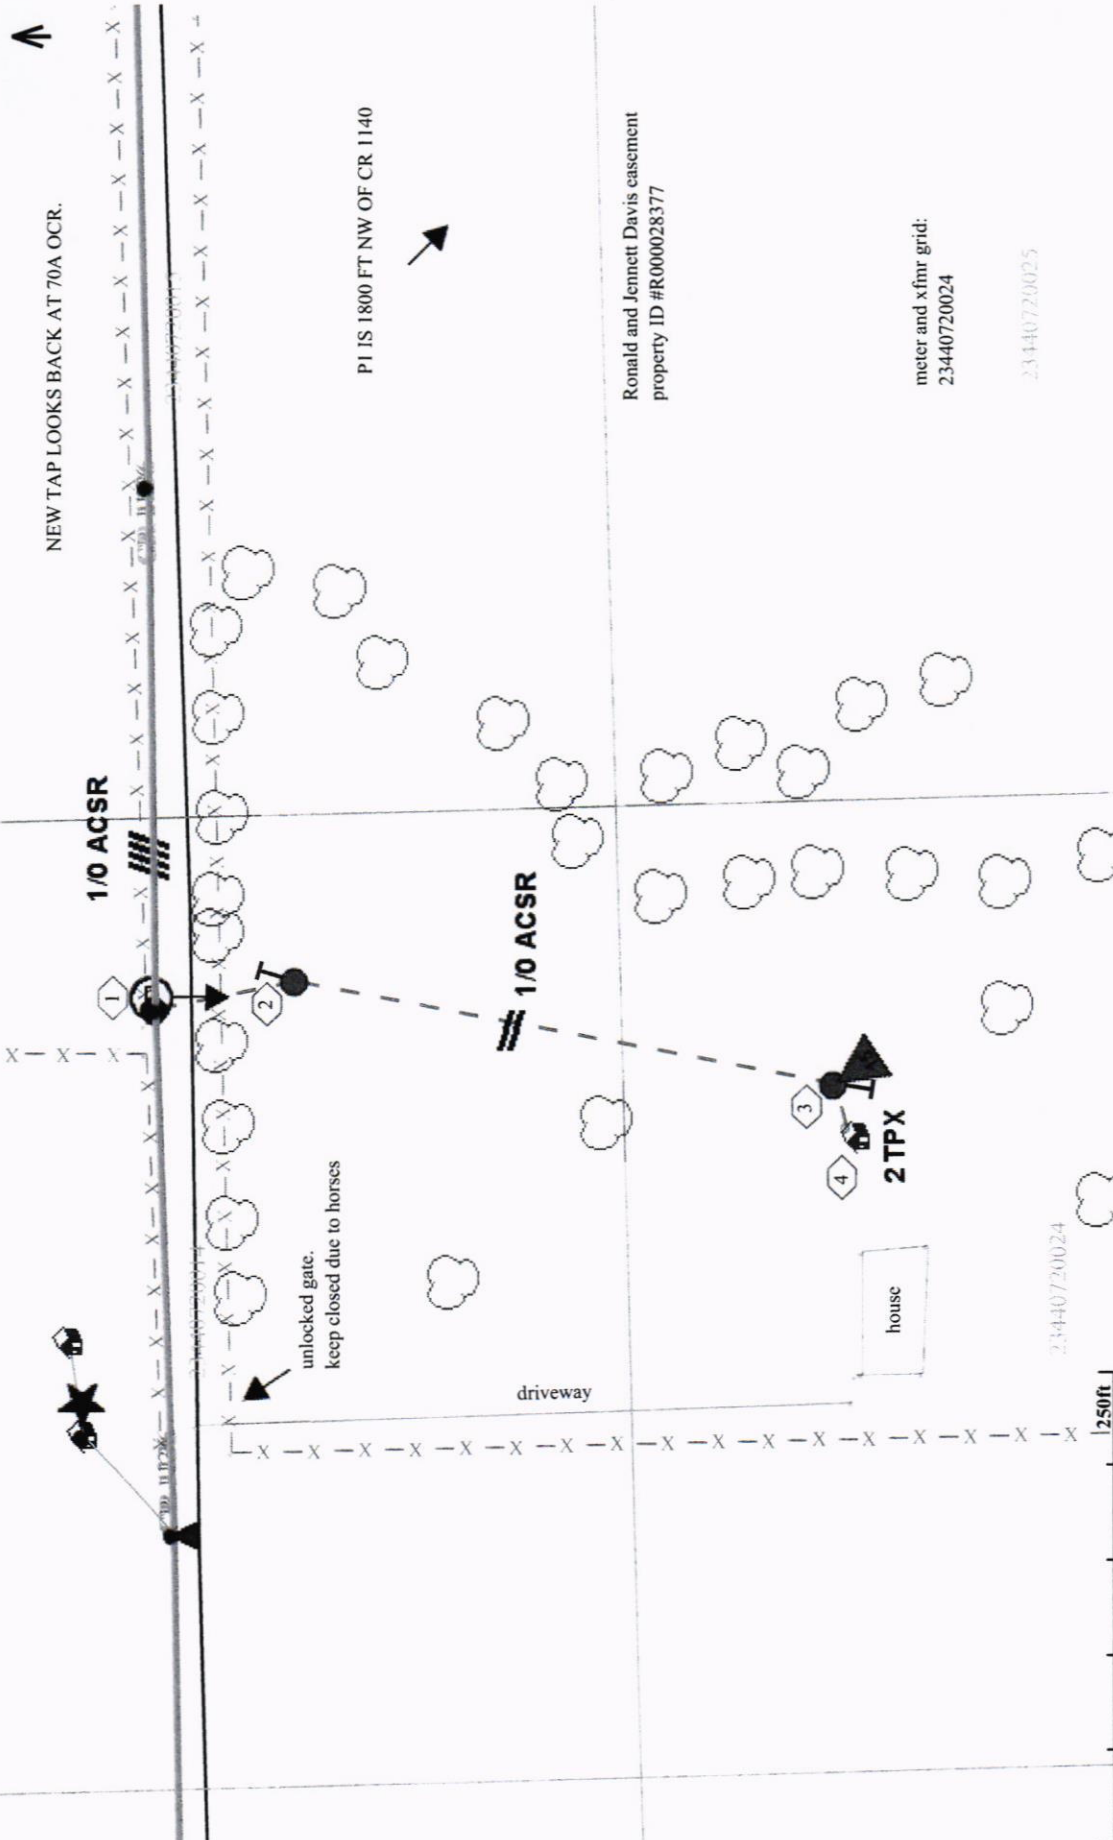 NEW TAP LOOKS BACK AT 70A OCR.
1/0 ACSR
P1 IS 1800 FT NW OF CR 1140
1
2
1/0 ACSR
Ronald and Jennett Davis easement
property ID #R000028377
unlocked gate.
keep closed due to horses
driveway
3
4
2 TPX
house
meter and xfmr grid:
23440720024
23440720025
23440720024
250ft